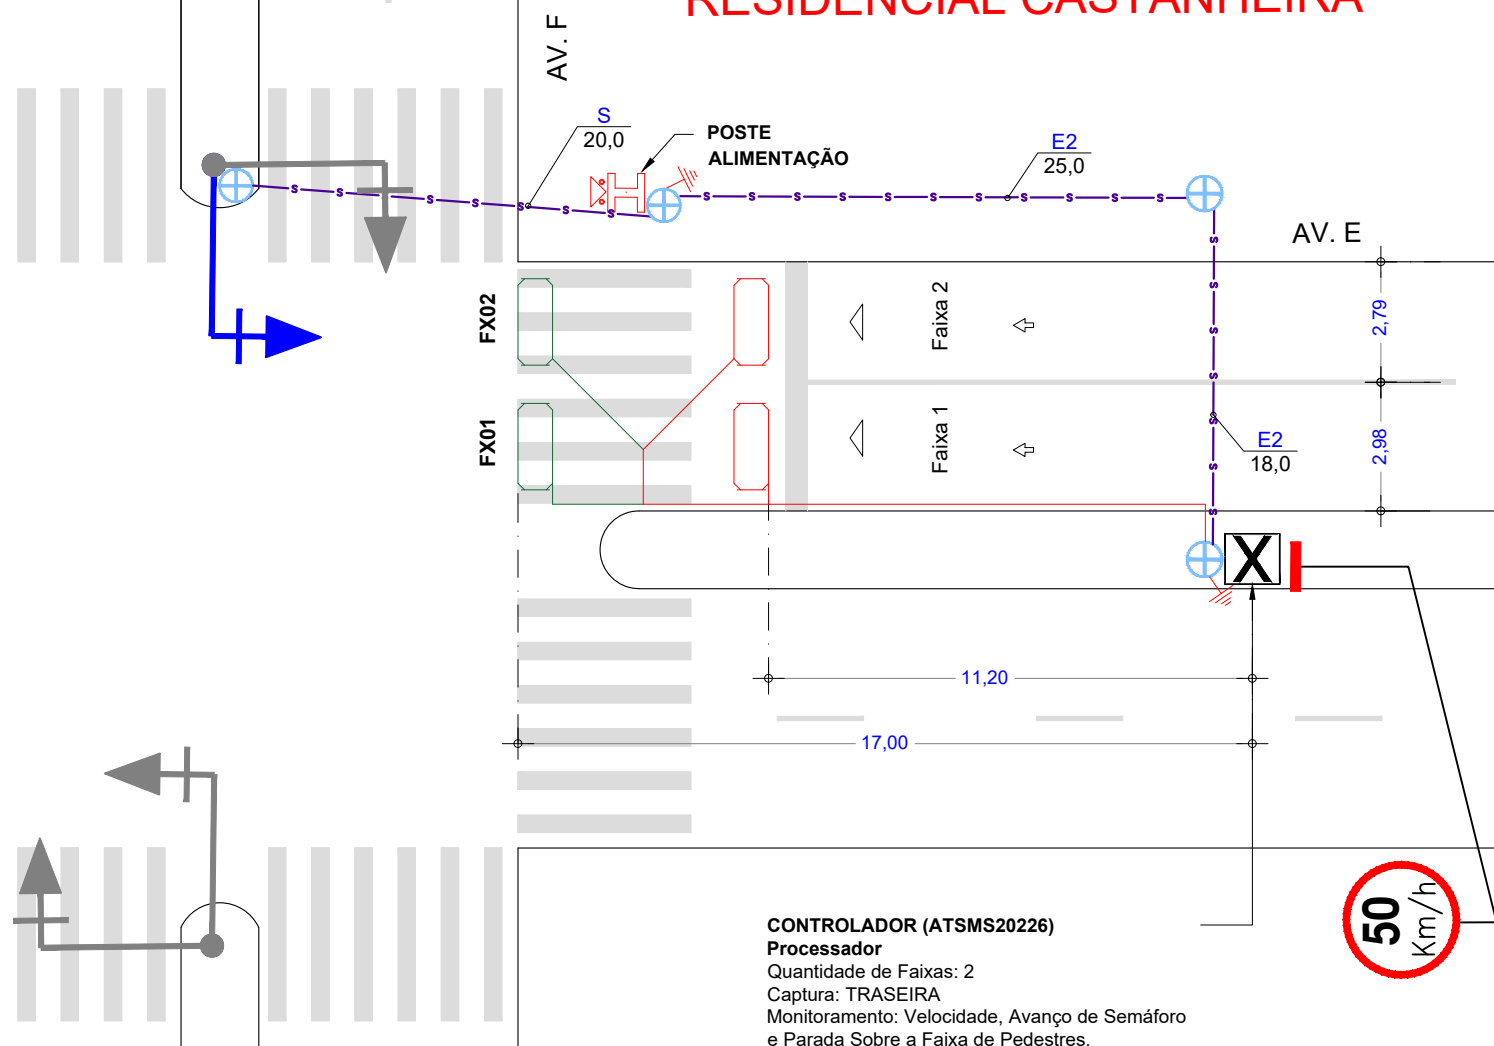 RESIDENCIAL CASTANHEIRA
AV. F
S
20,0
POSTE
ALIMENTAÇÃO
E2
25,0
AV. E
FX02
Faixa 2
2,79
FX01
Faixa 1
2,98
E2
18,0
X
11,20
17,00
50
Km/h
CONTROLADOR (ATSMS20226)
Processador
Quantidade de Faixas: 2
Captura: TRASEIRA
Monitoramento: Velocidade, Avanço de Semáforo
e Parada Sobre a Faixa de Pedestres.